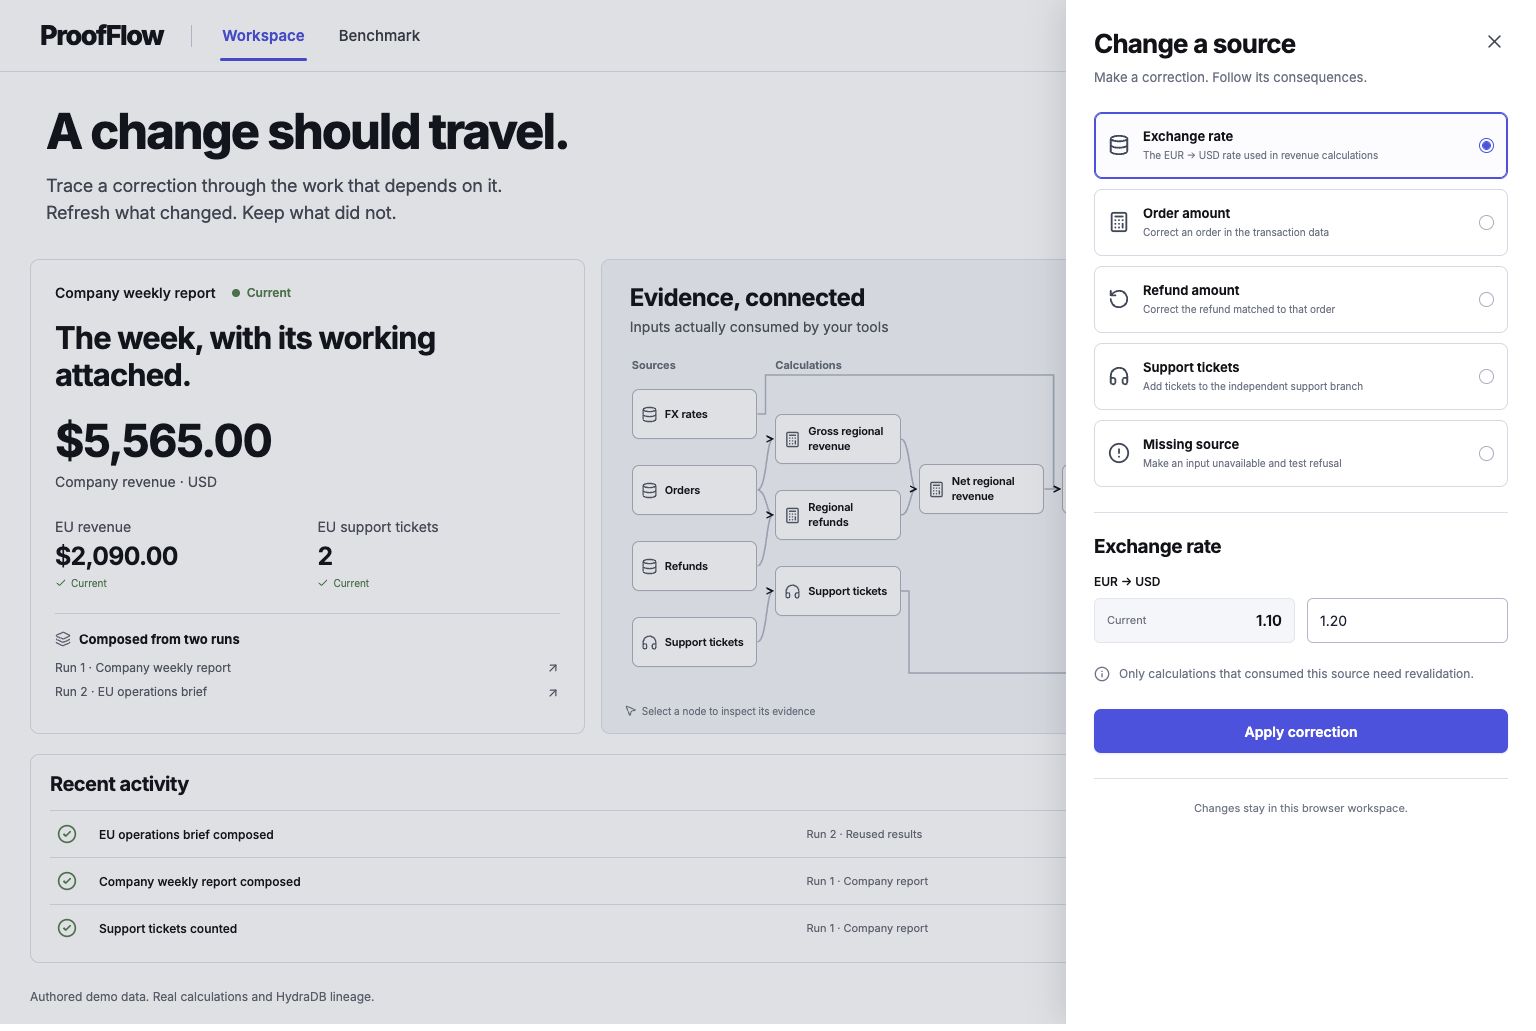 ProofFlow
Workspace
Benchmark
A change should travel.
Trace a correction through the work that depends on it.
Refresh what changed. Keep what did not.
Company weekly report
Current
The week, with its working
attached.
$5,565.00
Company revenue · USD
EU revenue
$2,090.00
Current
EU support tickets
2
Current
Composed from two runs
Run 1 · Company weekly report
Run 2 · EU operations brief
Evidence, connected
Inputs actually consumed by your tools
Sources
Calculations
FX rates
Orders
Refunds
Support tickets
Gross regional
revenue
Regional
refunds
Support tickets
Net regional
revenue
Select a node to inspect its evidence
Recent activity
EU operations brief composed
Run 2 · Reused results
Company weekly report composed
Run 1 · Company report
Support tickets counted
Run 1 · Company report
Authored demo data. Real calculations and HydraDB lineage.
Change a source
Make a correction. Follow its consequences.
Exchange rate
The EUR → USD rate used in revenue calculations
Order amount
Correct an order in the transaction data
Refund amount
Correct the refund matched to that order
Support tickets
Add tickets to the independent support branch
Missing source
Make an input unavailable and test refusal
Exchange rate
EUR → USD
Current
1.10
1.20
Only calculations that consumed this source need revalidation.
Apply correction
Changes stay in this browser workspace.